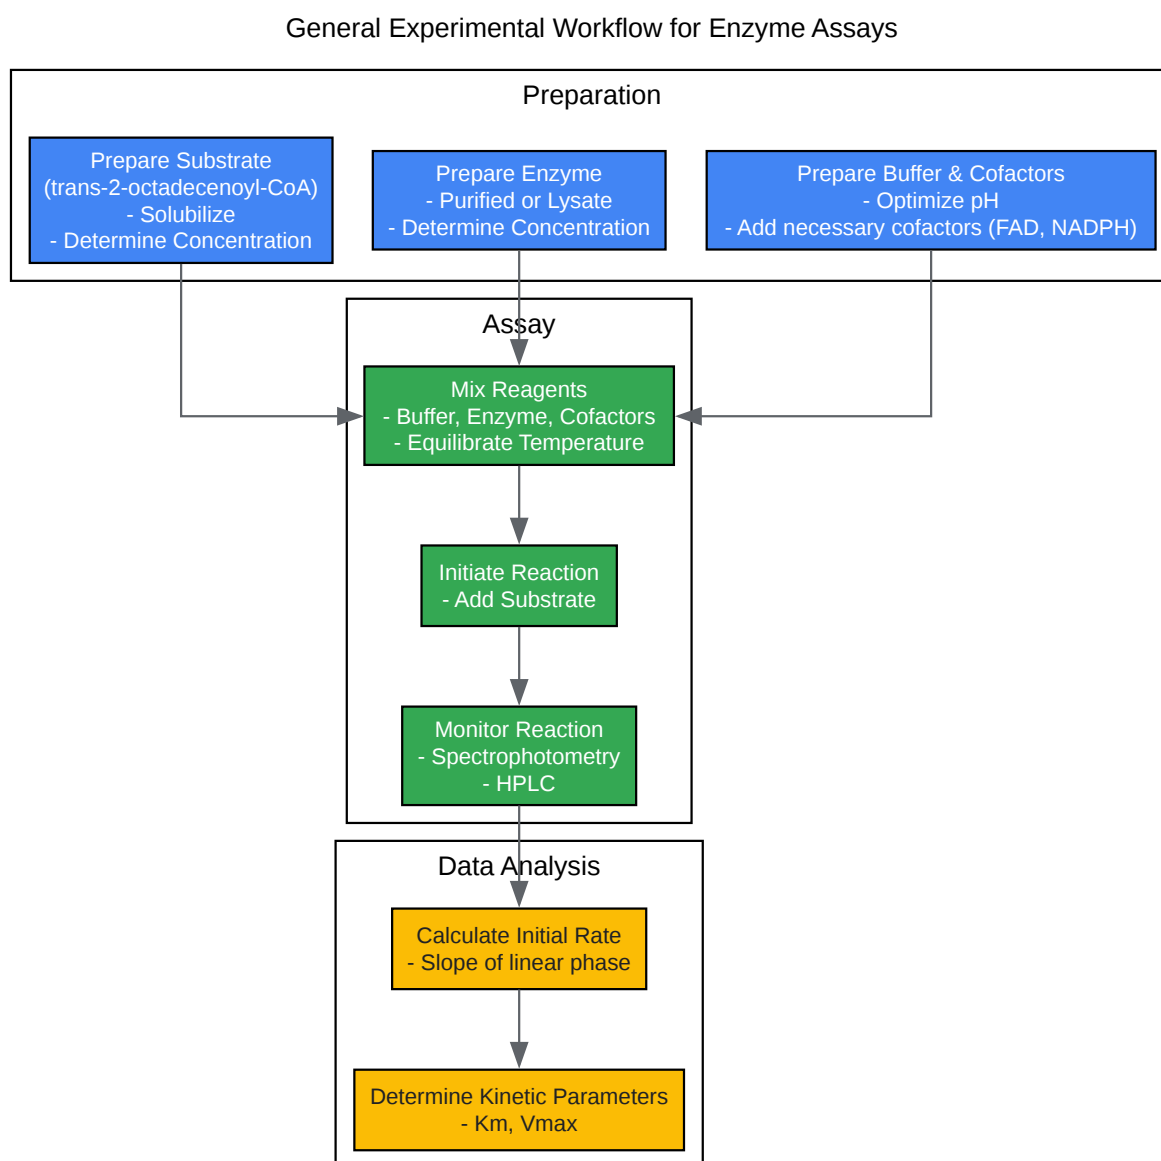 General Experimental Workflow for Enzyme Assays
Preparation
Prepare Substrate
(trans-2-octadecenoyl-CoA)
- Solubilize
- Determine Concentration
Prepare Enzyme
- Purified or Lysate
- Determine Concentration
Prepare Buffer & Cofactors
- Optimize pH
- Add necessary cofactors (FAD, NADPH)
Assay
Mix Reagents
- Buffer, Enzyme, Cofactors
- Equilibrate Temperature
Initiate Reaction
- Add Substrate
Monitor Reaction
- Spectrophotometry
- HPLC
Data Analysis
Calculate Initial Rate
- Slope of linear phase
Determine Kinetic Parameters
- Km, Vmax